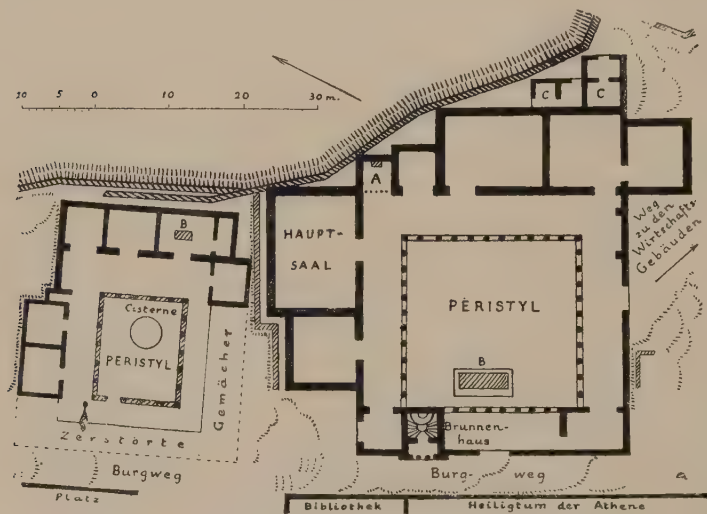 10 5 0 10 20 30 m.
C C
A
B
HAUPT-
SAAL
Weg
zu den
Wirtschafts-
Gebäuden
Cisterne
PERISTYL
PERISTYL
B
Gemächer
A
Zerstörte
Brunnen-
haus
Burgweg
Burg- weg
Platz
Bibliothek
Heiligtum der Athene